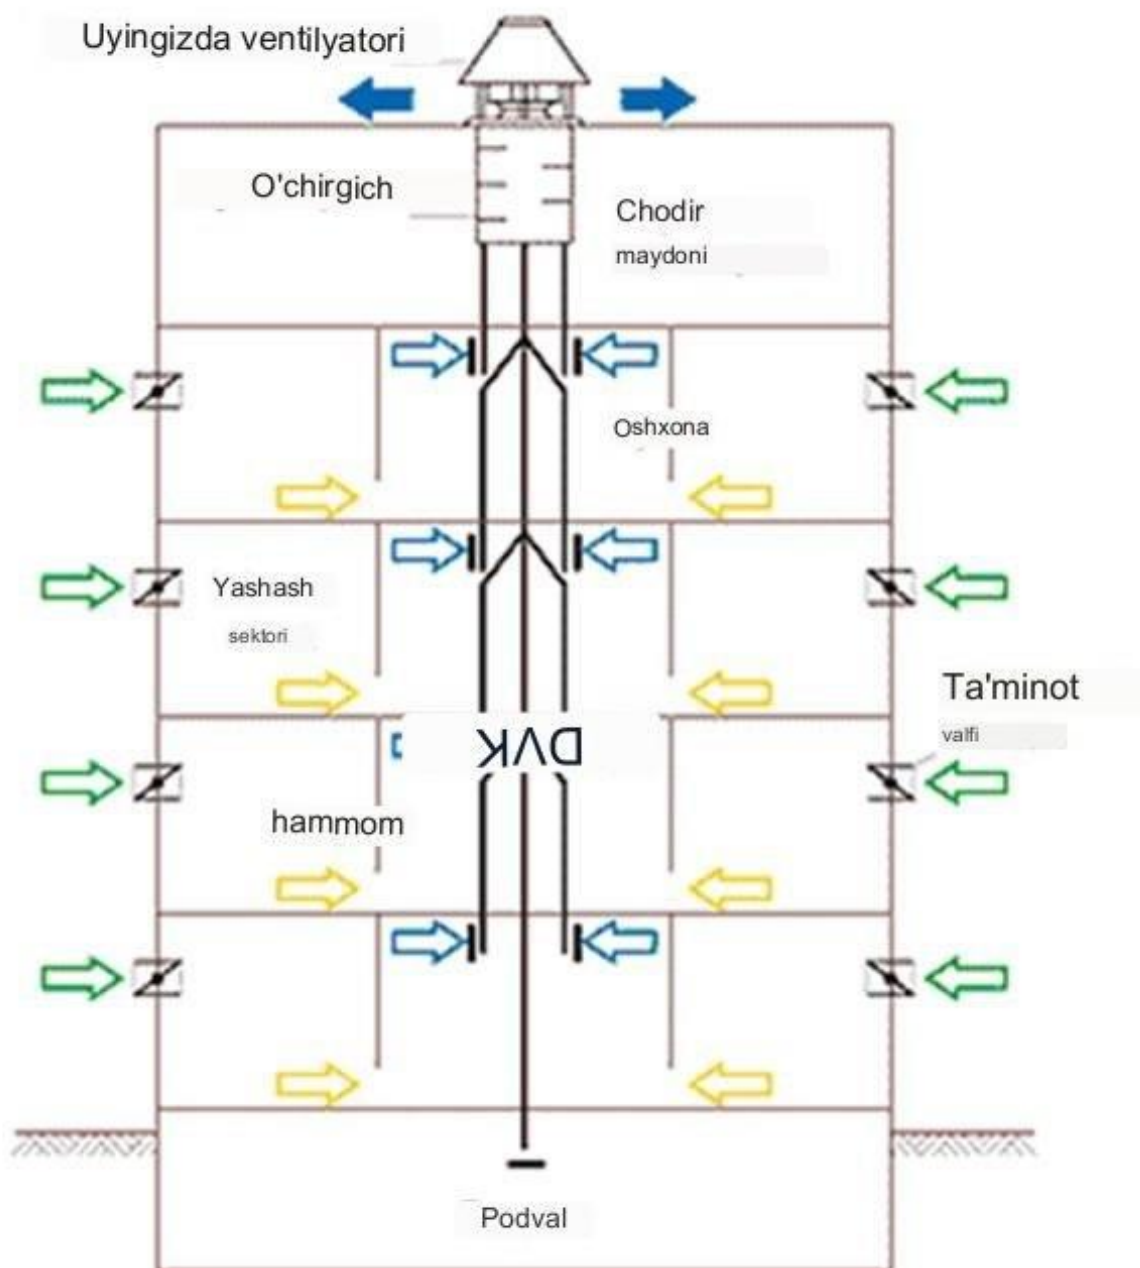 Uyingizda ventilyatori
O'chirgich
Chodir
maydoni
Oshxona
Yashash
sektori
Ta'minot
valfi
DVK
hammom
Podval